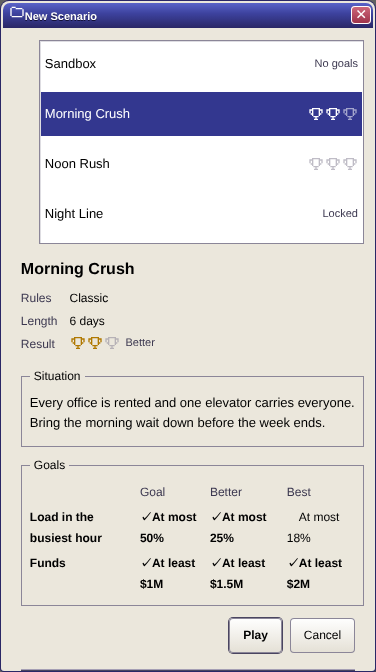 New Scenario
Sandbox No goals
Morning Crush
Noon Rush
Night Line Locked
Morning Crush
Rules Classic
Length 6 days
Result Better
Situation
Every office is rented and one elevator carries everyone.
Bring the morning wait down before the week ends.
Goals
Goal Better Best
Load in the ✓At most ✓At most At most
busiest hour 50% 25% 18%
Funds ✓At least ✓At least ✓At least
$1M $1.5M $2M
Play Cancel